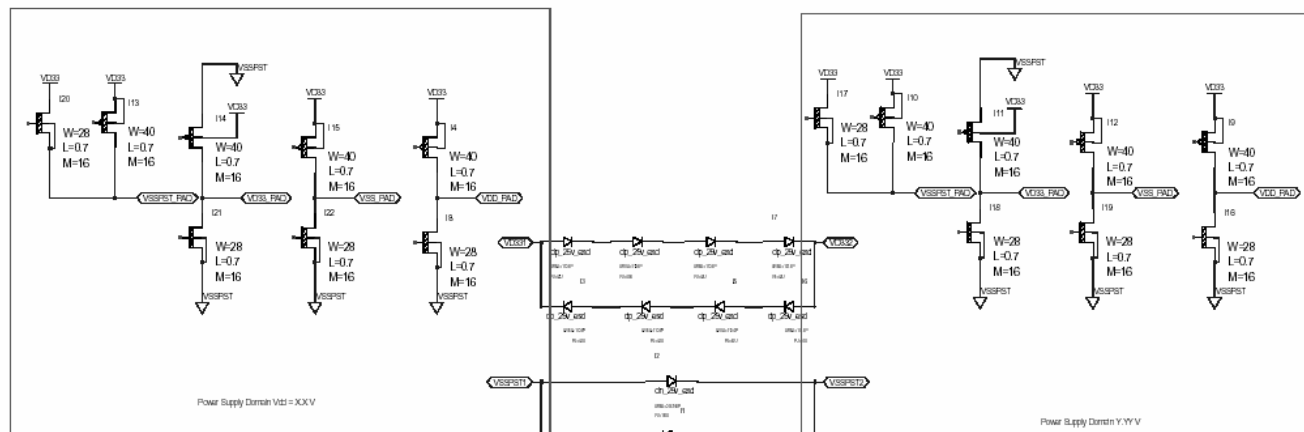 VSSPST
VD33
VD33
VD33
VD33
VD33
I20
I13
I14
I15
I4
W=28
L=0.7
M=16
W=40
L=0.7
M=16
W=40
L=0.7
M=16
W=40
L=0.7
M=16
W=40
L=0.7
M=16
VSSPST_PAD
VD33_PAD
VSS_PAD
VDD_PAD
I21
I22
W=28
L=0.7
M=16
W=28
L=0.7
M=16
W=28
L=0.7
M=16
VSSPST
VSSPST
VSSPST
Power Supply Domain Vdd = X.X V
I7
VD331
VD332
dp_25v_esd
dp_25v_esd
dp_25v_esd
dp_25v_esd
I3
I5
I6
dp_25v_esd
dp_25v_esd
dp_25v_esd
dp_25v_esd
I2
VSSPST1
VSSPST2
dn_25v_esd
I1
VSSPST
VD33
VD33
VD33
VD33
VD33
I17
I10
I11
I12
I9
W=28
L=0.7
M=16
W=40
L=0.7
M=16
W=40
L=0.7
M=16
W=40
L=0.7
M=16
W=40
L=0.7
M=16
VSSPST_PAD
VD33_PAD
VSS_PAD
VDD_PAD
I18
I19
I16
W=28
L=0.7
M=16
W=28
L=0.7
M=16
W=28
L=0.7
M=16
VSSPST
VSSPST
VSSPST
Power Supply Domain Y.YY V